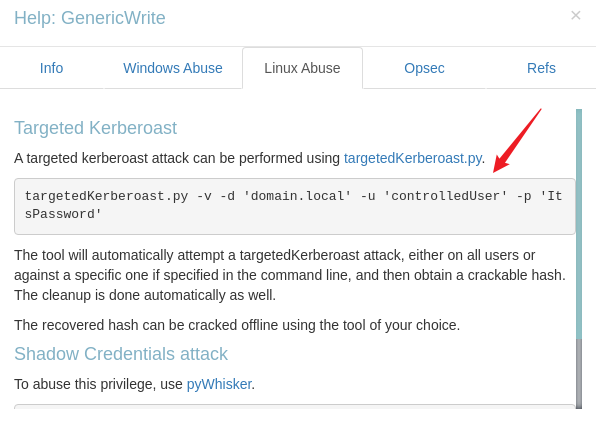 Help: GenericWrite
×
Info
Windows Abuse
Linux Abuse
Opsec
Refs
Targeted Kerberoast
A targeted kerberoast attack can be performed using targetedKerberoast.py.
targetedKerberoast.py -v -d 'domain.local' -u 'controlledUser' -p 'It
sPassword'
The tool will automatically attempt a targetedKerberoast attack, either on all users or
against a specific one if specified in the command line, and then obtain a crackable hash.
The cleanup is done automatically as well.
The recovered hash can be cracked offline using the tool of your choice.
Shadow Credentials attack
To abuse this privilege, use pyWhisker.